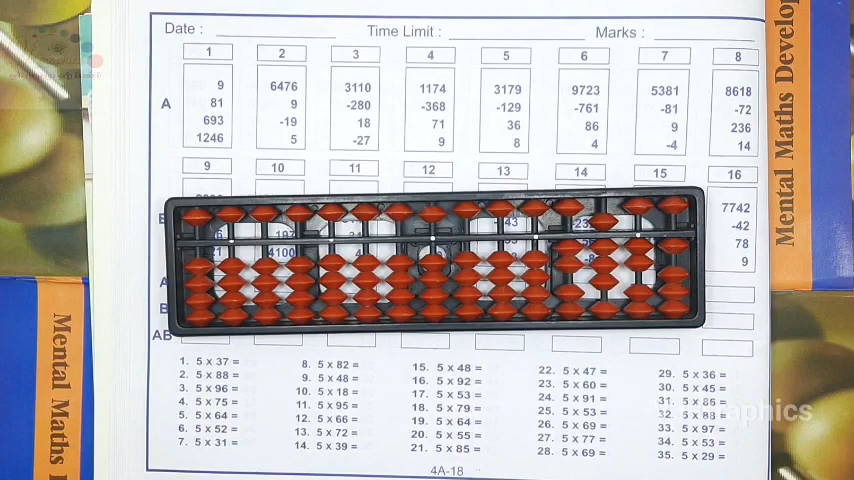 Date :
Time Limit :
Marks :
1 2 3 4 5 6 7 8
A
9 6476 3110 1174 3179 9723 5381 8618
81 9 -280 -368 -129 -761 -81 -72
693 -19 18 71 36 86 9 236
1246 5 -27 9 8 4 -4 14
9 10 11 12 13 14 15 16
7742
-42
78
9
4100
AB
1. 5 x 37 =
2. 5 x 88 =
3. 5 x 96 =
4. 5 x 75 =
5. 5 x 64 =
6. 5 x 52 =
7. 5 x 31 =
8. 5 x 82 =
9. 5 x 48 =
10. 5 x 18 =
11. 5 x 95 =
12. 5 x 66 =
13. 5 x 72 =
14. 5 x 39 =
15. 5 x 48 =
16. 5 x 92 =
17. 5 x 53 =
18. 5 x 79 =
19. 5 x 64 =
20. 5 x 55 =
21. 5 x 85 =
22. 5 x 47 =
23. 5 x 60 =
24. 5 x 91 =
25. 5 x 53 =
26. 5 x 69 =
27. 5 x 77 =
28. 5 x 69 =
29. 5 x 36 =
30. 5 x 45 =
31. 5 x 86 =
32. 5 x 88 =
33. 5 x 97 =
34. 5 x 53 =
35. 5 x 29 =
4A-18
Mental Maths Develop
Mental Maths